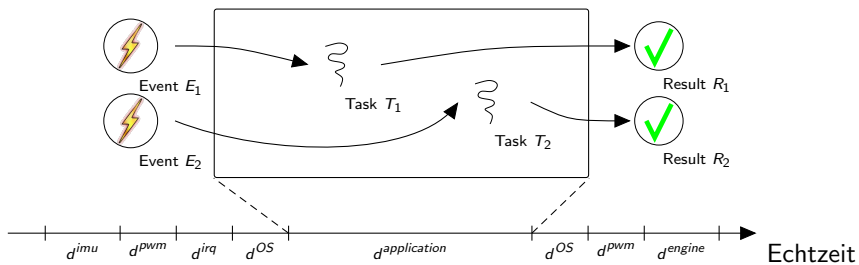 Event E₁
Task T₁
Result R₁
Event E₂
Task T₂
Result R₂
d^imu d^pwm d^irq d^OS d^application d^OS d^pwm d^engine
Echtzeit